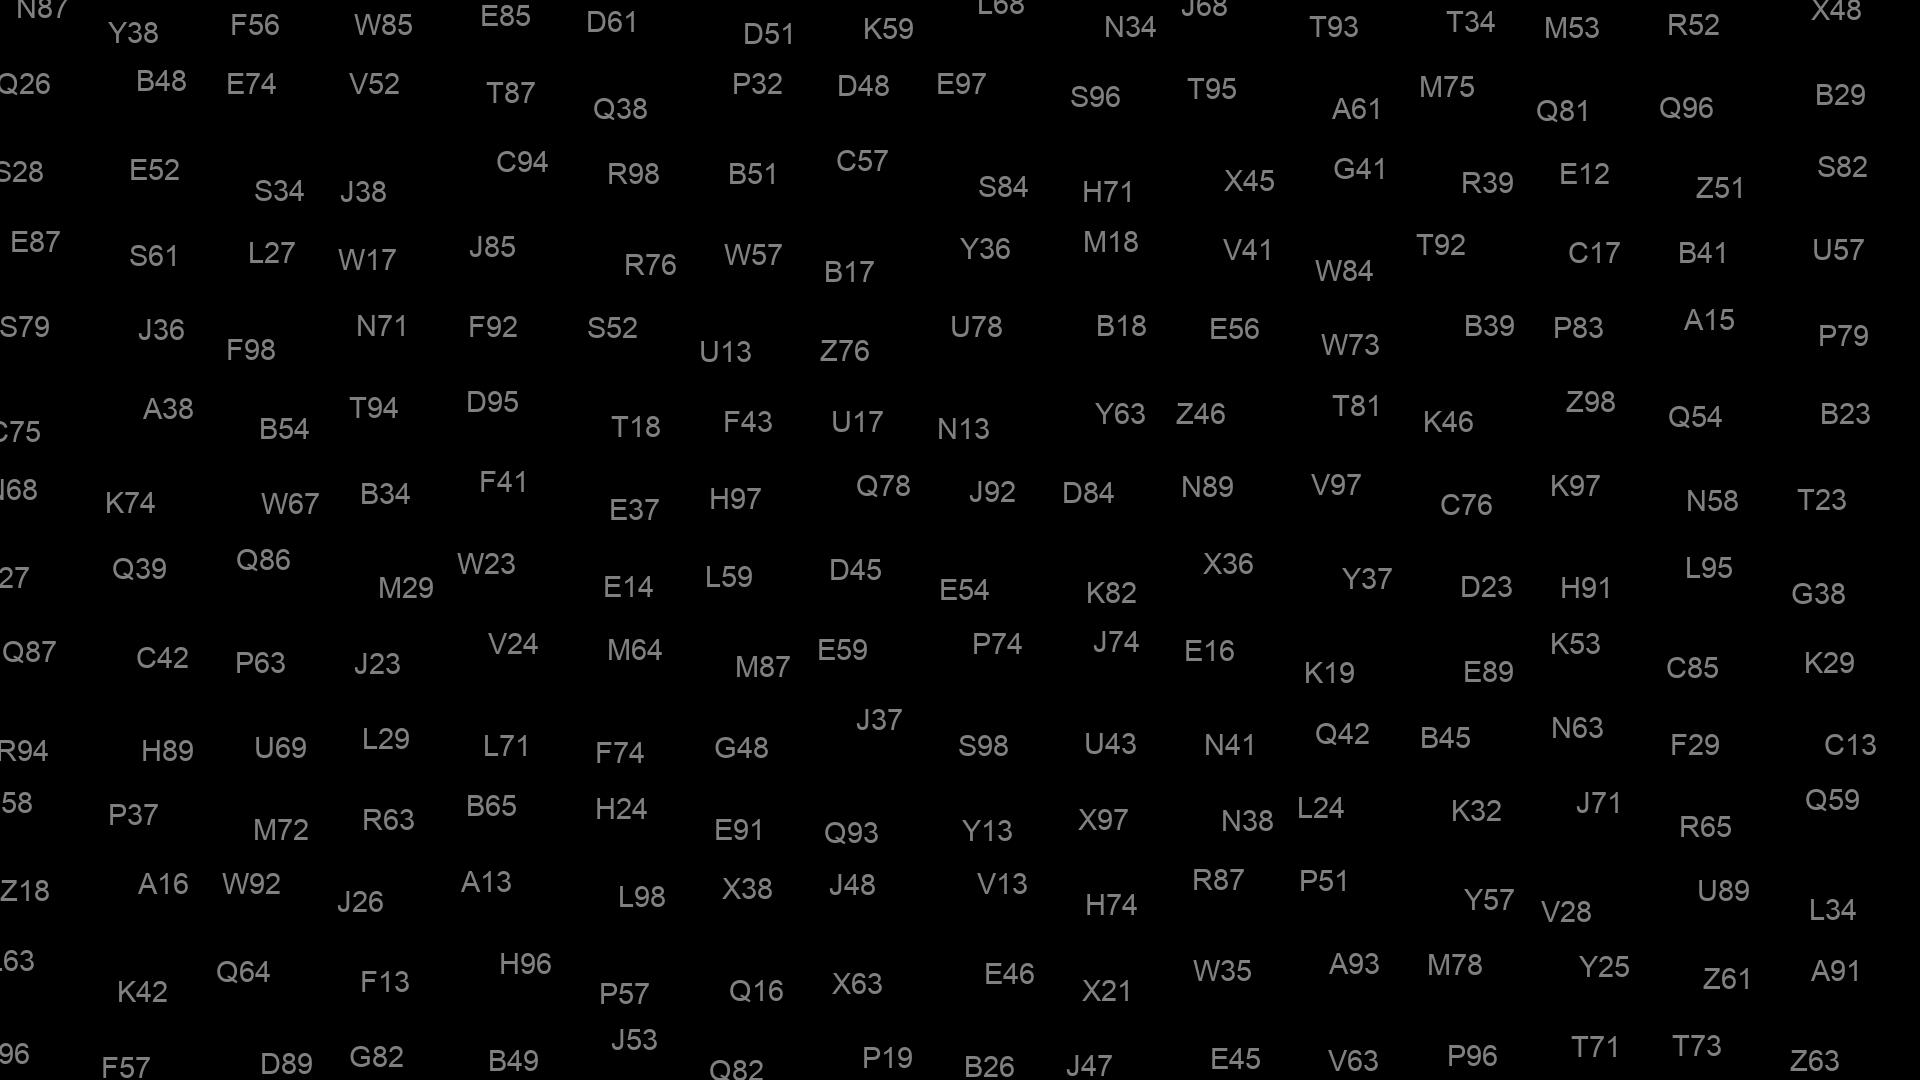 N87 Y38 F56 W85 E85 D61 D51 K59 L68 N34 J68 T93 T34 M53 R52 X48
Q26 B48 E74 V52 T87 Q38 P32 D48 E97 S96 T95 A61 M75 Q81 Q96 B29
S28 E52 S34 J38 C94 R98 B51 C57 S84 H71 X45 G41 R39 E12 Z51 S82
E87 S61 L27 W17 J85 R76 W57 B17 Y36 M18 V41 W84 T92 C17 B41 U57
S79 J36 F98 N71 F92 S52 U13 Z76 U78 B18 E56 W73 B39 P83 A15 P79
C75 A38 B54 T94 D95 T18 F43 U17 N13 Y63 Z46 T81 K46 Z98 Q54 B23
68 K74 W67 B34 F41 E37 H97 Q78 J92 D84 N89 V97 C76 K97 N58 T23
27 Q39 Q86 M29 W23 E14 L59 D45 E54 K82 X36 Y37 D23 H91 L95 G38
Q87 C42 P63 J23 V24 M64 M87 E59 P74 J74 E16 K19 E89 K53 C85 K29
R94 H89 U69 L29 L71 F74 G48 J37 S98 U43 N41 Q42 B45 N63 F29 C13
58 P37 M72 R63 B65 H24 E91 Q93 Y13 X97 N38 L24 K32 J71 R65 Q59
Z18 A16 W92 J26 A13 L98 X38 J48 V13 H74 R87 P51 Y57 V28 U89 L34
63 K42 Q64 F13 H96 P57 Q16 X63 E46 X21 W35 A93 M78 Y25 Z61 A91
96 F57 D89 G82 B49 J53 Q82 P19 B26 J47 E45 V63 P96 T71 T73 Z63